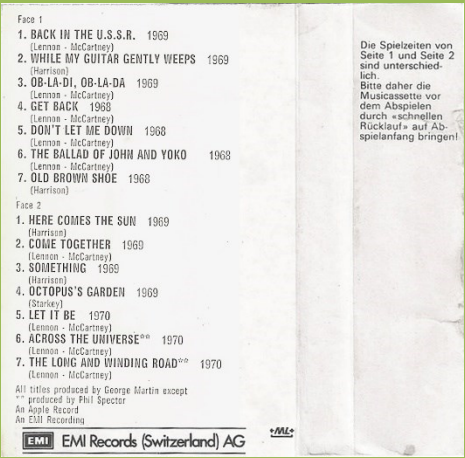 Face 1
1. BACK IN THE U.S.S.R. 1969
(Lennon - McCartney)
2. WHILE MY GUITAR GENTLY WEEPS 1969
(Harrison)
3. OB-LA-DI, OB-LA-DA 1969
(Lennon - McCartney)
4. GET BACK 1968
(Lennon - McCartney)
5. DON'T LET ME DOWN 1968
(Lennon - McCartney)
6. THE BALLAD OF JOHN AND YOKO 1968
(Lennon - McCartney)
7. OLD BROWN SHOE 1968
(Harrison)
Face 2
1. HERE COMES THE SUN 1969
(Harrison)
2. COME TOGETHER 1969
(Lennon - McCartney)
3. SOMETHING 1969
(Harrison)
4. OCTOPUS'S GARDEN 1969
(Starkey)
5. LET IT BE 1970
(Lennon - McCartney)
6. ACROSS THE UNIVERSE** 1970
(Lennon - McCartney)
7. THE LONG AND WINDING ROAD** 1970
(Lennon - McCartney)
All titles produced by George Martin except
** produced by Phil Spector
An Apple Record
An EMI Recording
EMI EMI Records (Switzerland) AG
+ML+
Die Spielzeiten von
Seite 1 und Seite 2
sind unterschied-
lich.
Bitte daher die
Musicassette vor
dem Abspielen
durch «schnellen
Rücklauf» auf Ab-
spielanfang bringen!